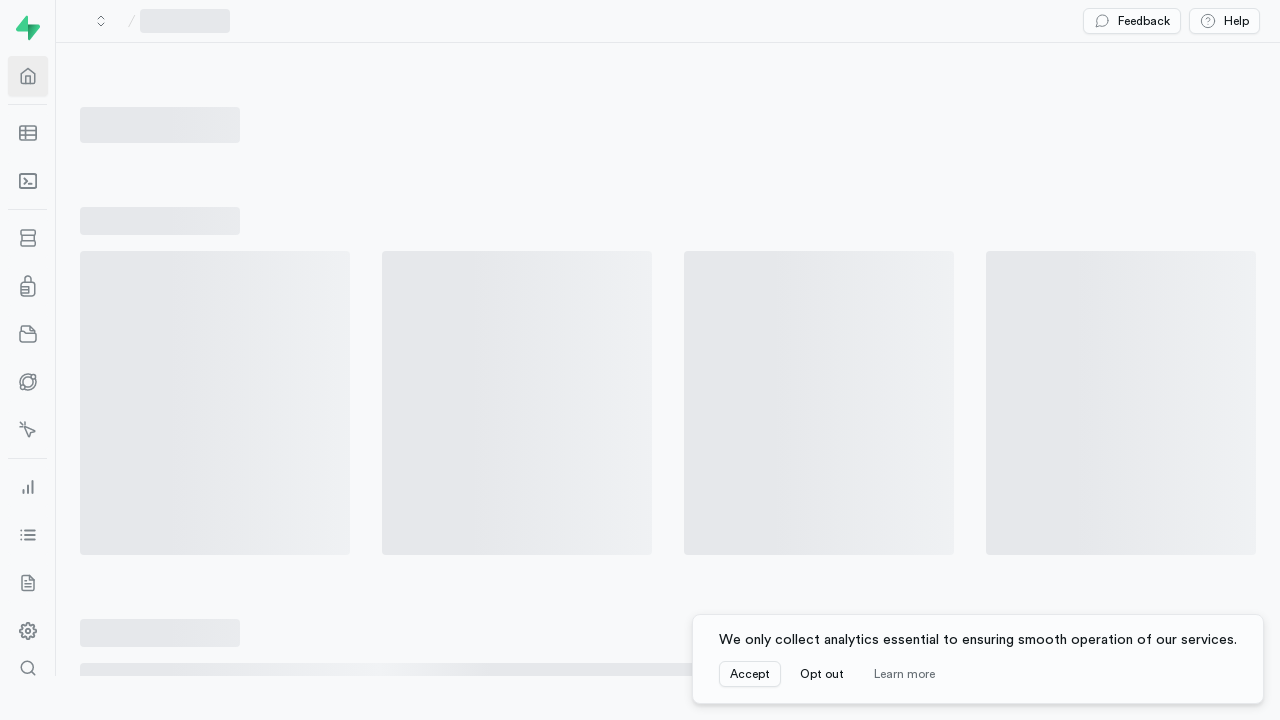 Feedback
Help
We only collect analytics essential to ensuring smooth operation of our services.
Accept
Opt out
Learn more